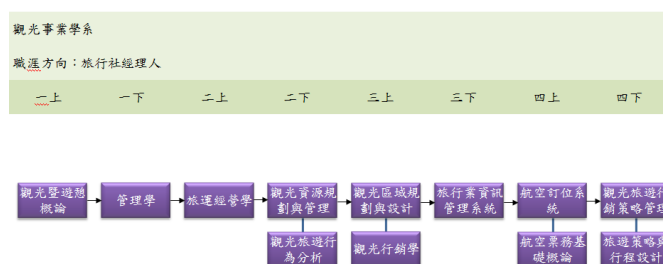 觀光事業學系
職涯方向：旅行社經理人
一上 一下 二上 二下 三上 三下 四上 四下
觀光暨遊憩
概論
管理學
旅運經營學
觀光資源規
劃與管理
觀光區域規
劃與設計
旅行業資訊
管理系統
航空訂位系
統
觀光旅遊行
銷策略管理
觀光旅遊行
為分析
觀光行銷學
航空票務基
礎概論
旅遊策略與
行程設計